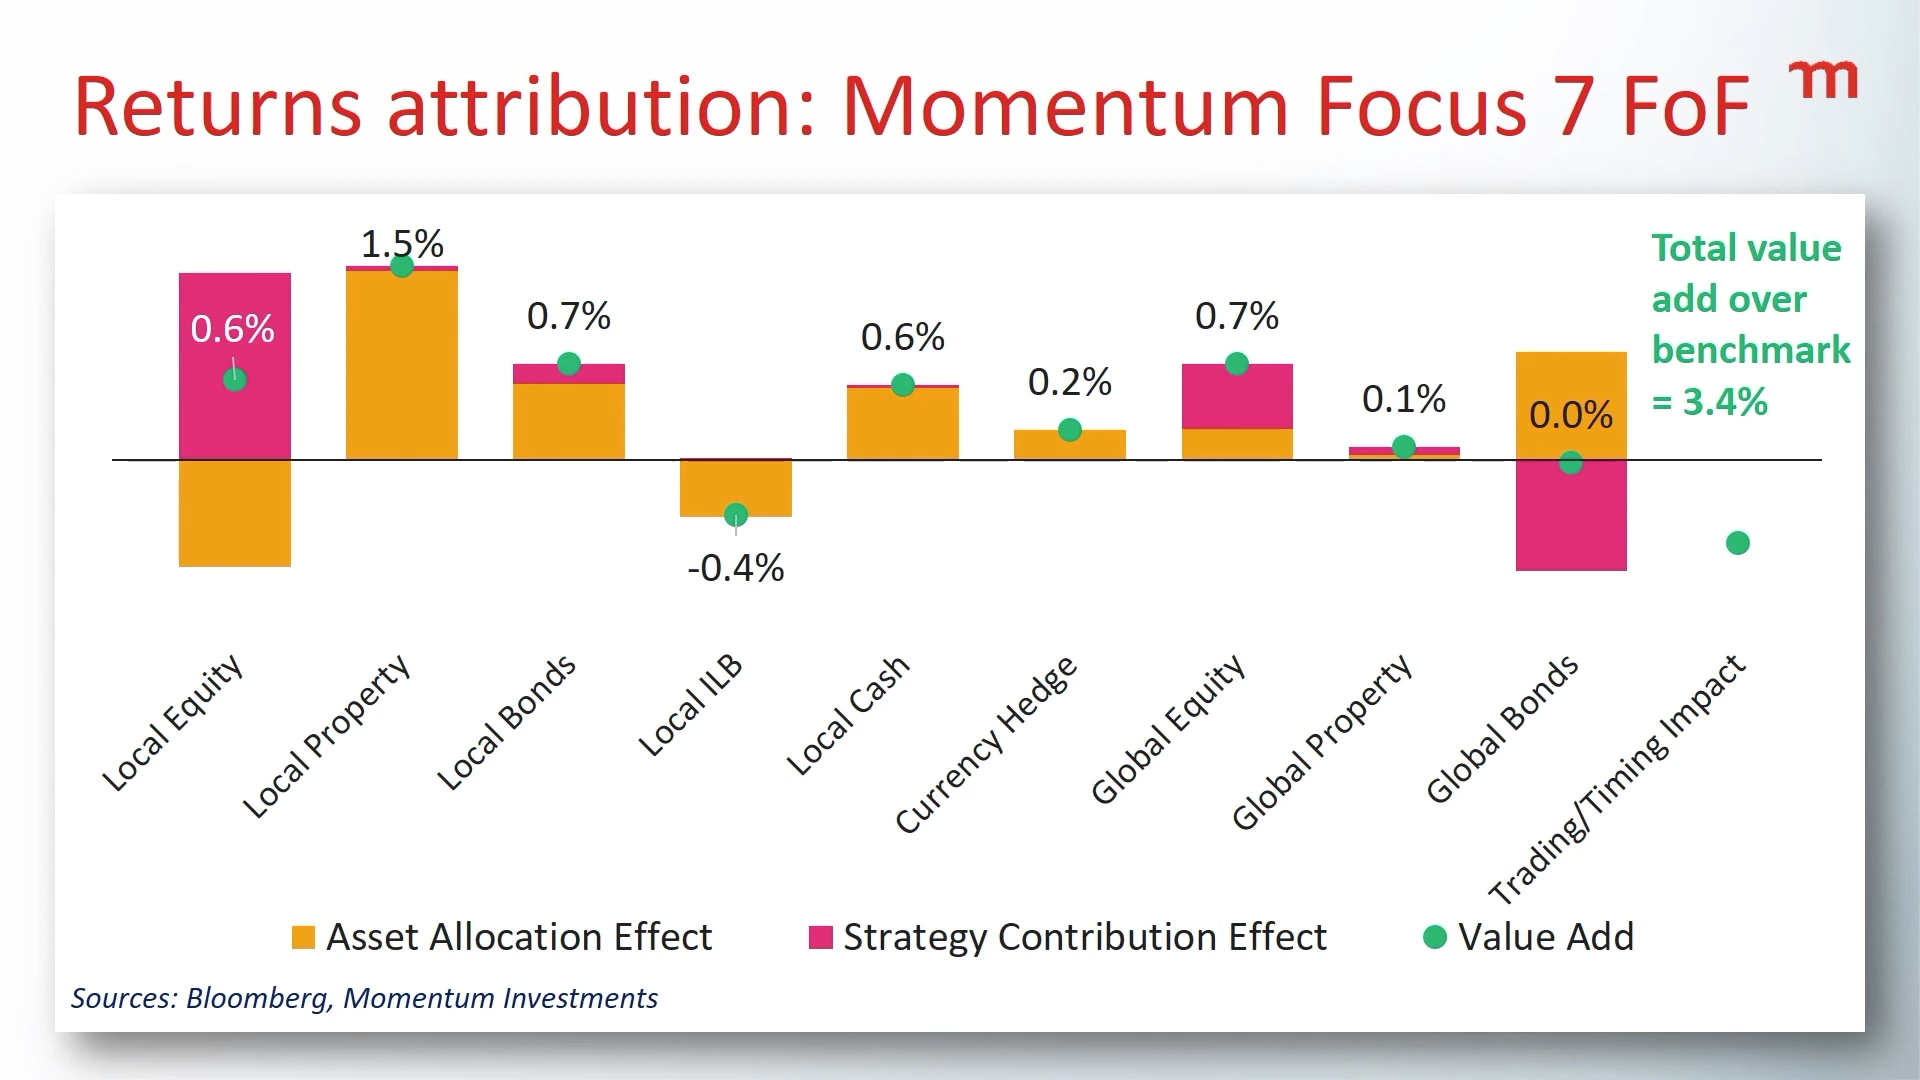 Returns attribution: Momentum Focus 7 FoF
m
1.5%
0.6%
0.7%
-0.4%
0.6%
0.2%
0.7%
0.1%
0.0%
Total value
add over
benchmark
= 3.4%
Local Equity
Local Property
Local Bonds
Local ILB
Local Cash
Currency Hedge
Global Equity
Global Property
Global Bonds
Trading/Timing Impact
Asset Allocation Effect
Strategy Contribution Effect
Value Add
Sources: Bloomberg, Momentum Investments